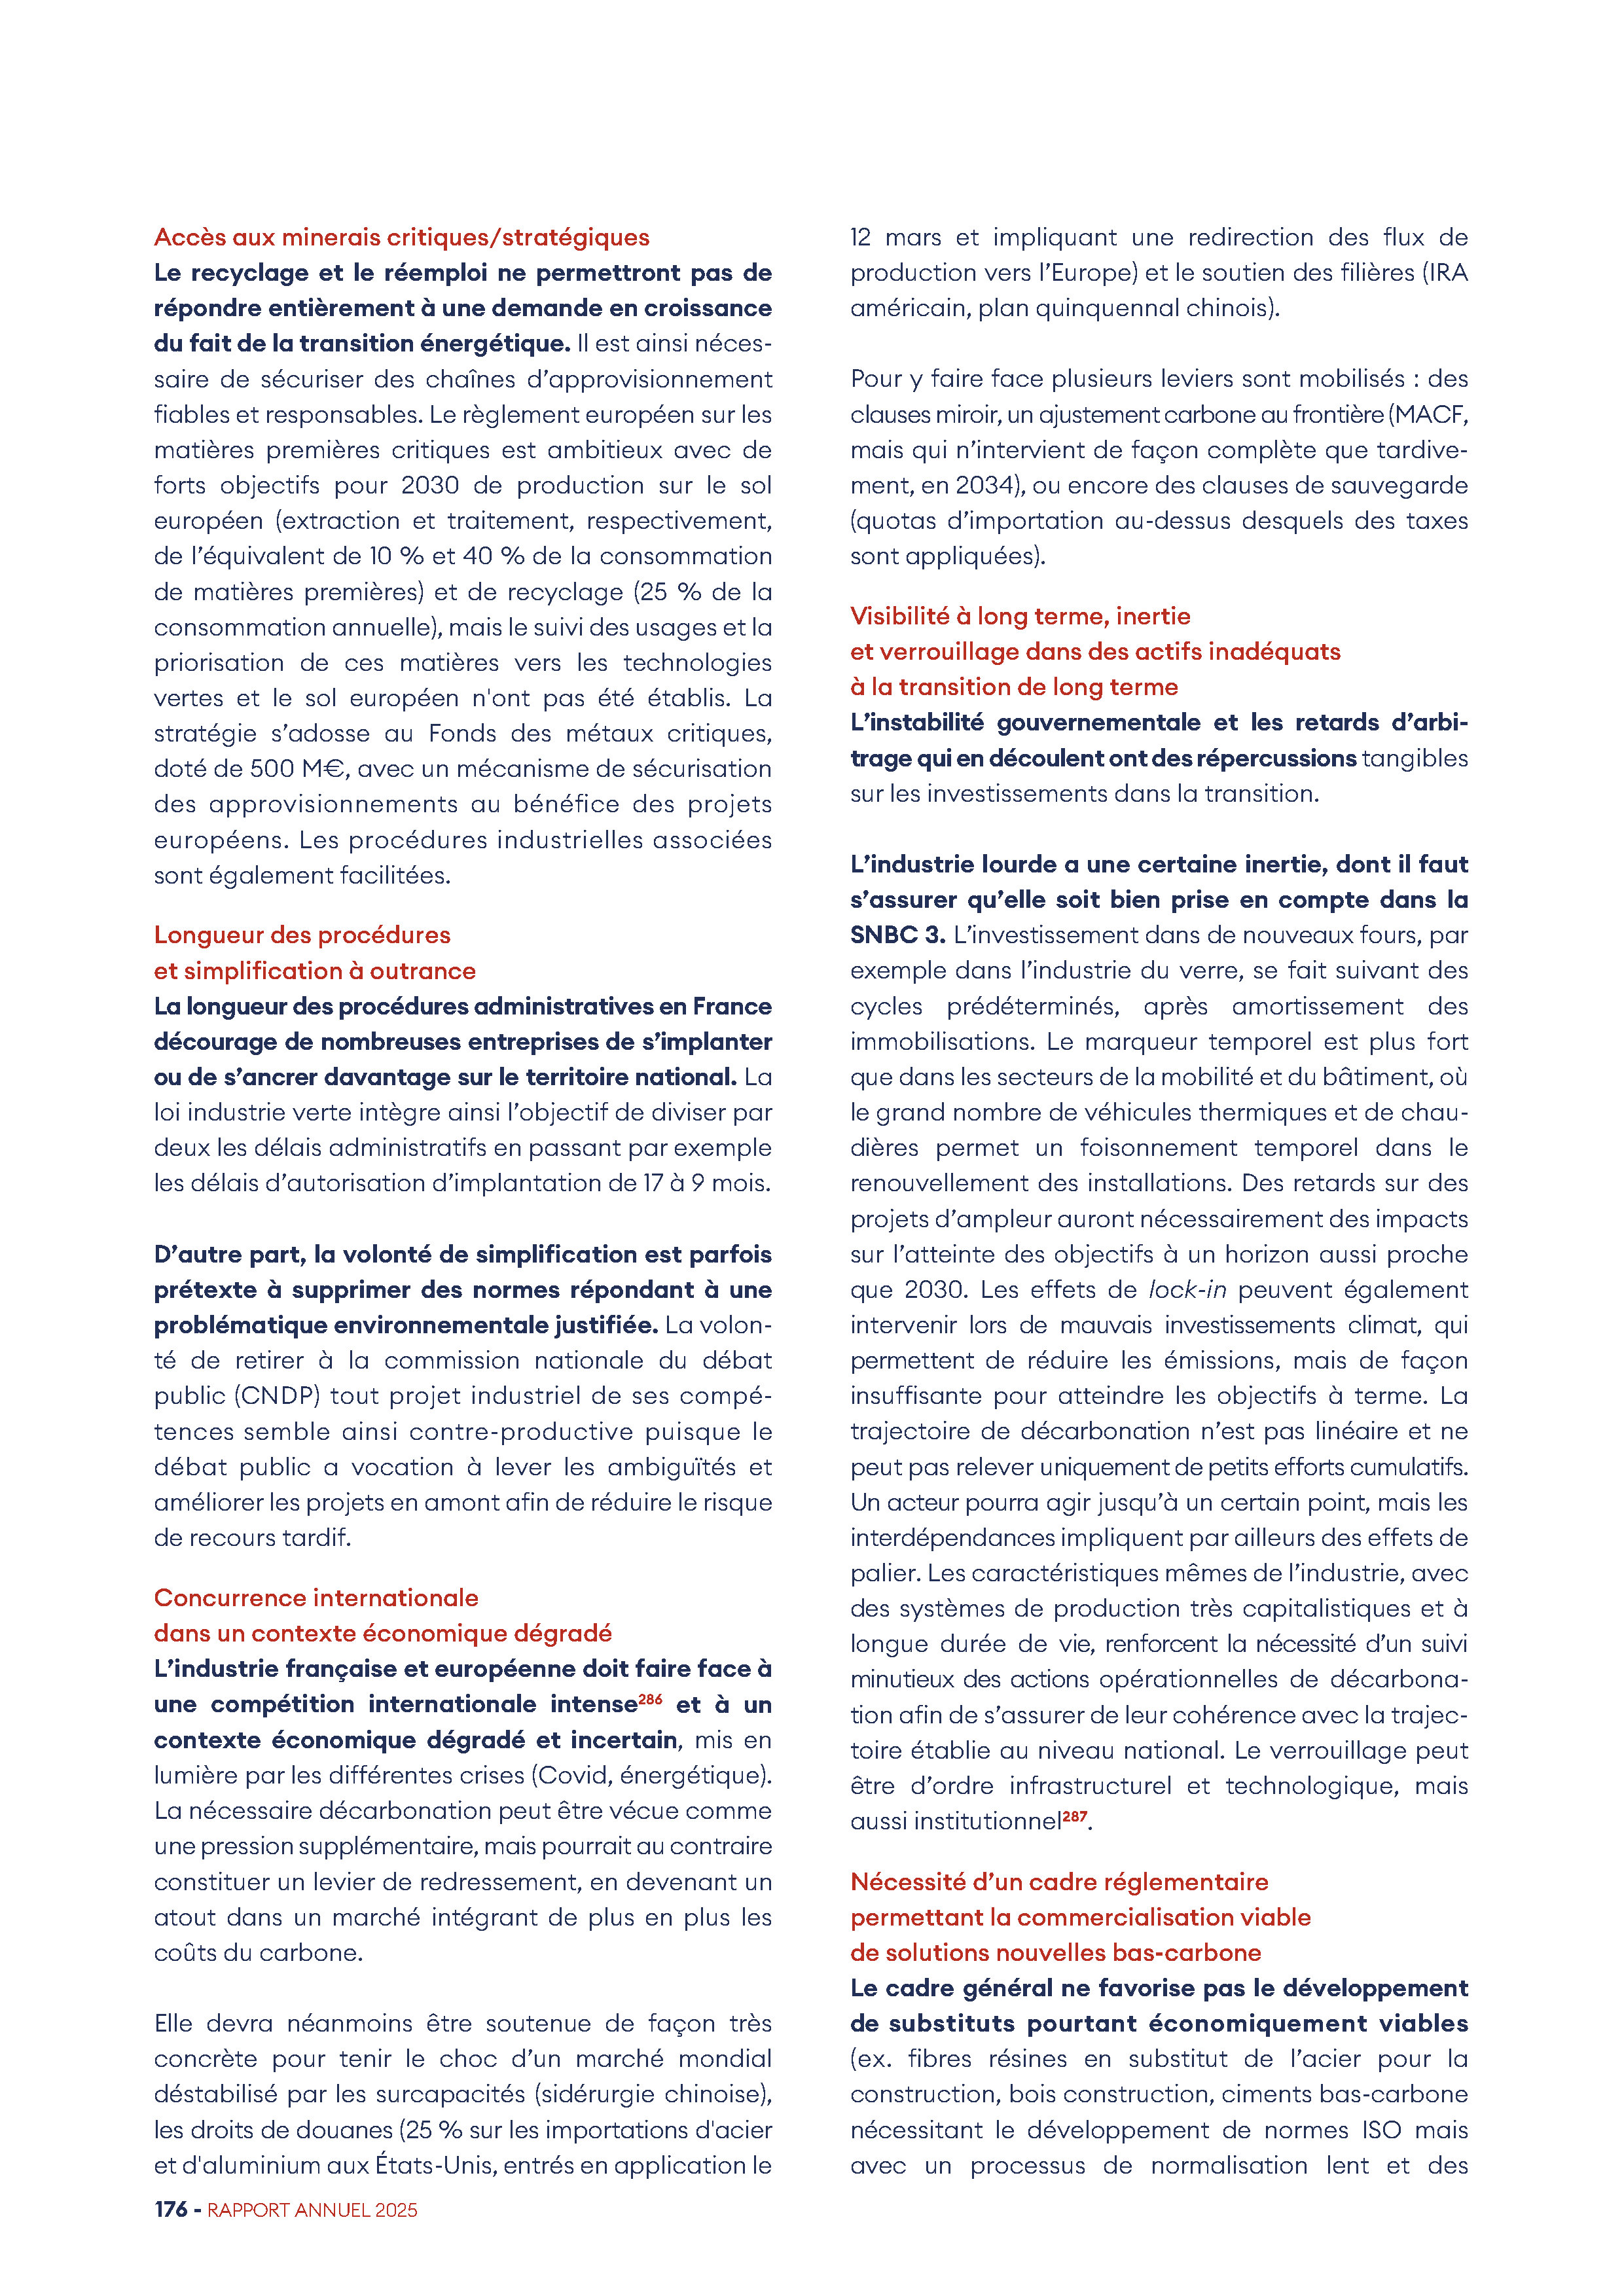 Accès aux minerais critiques/stratégiques
Le recyclage et le réemploi ne permettront pas de
répondre entièrement à une demande en croissance
du fait de la transition énergétique. Il est ainsi néces-
saire de sécuriser des chaînes d’approvisionnement
fiables et responsables. Le règlement européen sur les
matières premières critiques est ambitieux avec de
forts objectifs pour 2030 de production sur le sol
européen (extraction et traitement, respectivement,
de l’équivalent de 10 % et 40 % de la consommation
de matières premières) et de recyclage (25 % de la
consommation annuelle), mais le suivi des usages et la
priorisation de ces matières vers les technologies
vertes et le sol européen n'ont pas été établis. La
stratégie s’adosse au Fonds des métaux critiques,
doté de 500 M€, avec un mécanisme de sécurisation
des approvisionnements au bénéfice des projets
européens. Les procédures industrielles associées
sont également facilitées.
Longueur des procédures
et simplification à outrance
La longueur des procédures administratives en France
décourage de nombreuses entreprises de s’implanter
ou de s’ancrer davantage sur le territoire national. La
loi industrie verte intègre ainsi l’objectif de diviser par
deux les délais administratifs en passant par exemple
les délais d’autorisation d’implantation de 17 à 9 mois.
D’autre part, la volonté de simplification est parfois
prétexte à supprimer des normes répondant à une
problématique environnementale justifiée. La volon-
té de retirer à la commission nationale du débat
public (CNDP) tout projet industriel de ses compé-
tences semble ainsi contre-productive puisque le
débat public a vocation à lever les ambiguïtés et
améliorer les projets en amont afin de réduire le risque
de recours tardif.
Concurrence internationale
dans un contexte économique dégradé
L’industrie française et européenne doit faire face à
une compétition internationale intense286 et à un
contexte économique dégradé et incertain, mis en
lumière par les différentes crises (Covid, énergétique).
La nécessaire décarbonation peut être vécue comme
une pression supplémentaire, mais pourrait au contraire
constituer un levier de redressement, en devenant un
atout dans un marché intégrant de plus en plus les
coûts du carbone.
Elle devra néanmoins être soutenue de façon très
concrète pour tenir le choc d’un marché mondial
déstabilisé par les surcapacités (sidérurgie chinoise),
les droits de douanes (25 % sur les importations d'acier
et d'aluminium aux États-Unis, entrés en application le
12 mars et impliquant une redirection des flux de
production vers l’Europe) et le soutien des filières (IRA
américain, plan quinquennal chinois).
Pour y faire face plusieurs leviers sont mobilisés : des
clauses miroir, un ajustement carbone au frontière (MACF,
mais qui n’intervient de façon complète que tardive-
ment, en 2034), ou encore des clauses de sauvegarde
(quotas d’importation au-dessus desquels des taxes
sont appliquées).
Visibilité à long terme, inertie
et verrouillage dans des actifs inadéquats
à la transition de long terme
L’instabilité gouvernementale et les retards d’arbi-
trage qui en découlent ont des répercussions tangibles
sur les investissements dans la transition.
L’industrie lourde a une certaine inertie, dont il faut
s’assurer qu’elle soit bien prise en compte dans la
SNBC 3. L’investissement dans de nouveaux fours, par
exemple dans l’industrie du verre, se fait suivant des
cycles prédéterminés, après amortissement des
immobilisations. Le marqueur temporel est plus fort
que dans les secteurs de la mobilité et du bâtiment, où
le grand nombre de véhicules thermiques et de chau-
dières permet un foisonnement temporel dans le
renouvellement des installations. Des retards sur des
projets d’ampleur auront nécessairement des impacts
sur l’atteinte des objectifs à un horizon aussi proche
que 2030. Les effets de lock-in peuvent également
intervenir lors de mauvais investissements climat, qui
permettent de réduire les émissions, mais de façon
insuffisante pour atteindre les objectifs à terme. La
trajectoire de décarbonation n’est pas linéaire et ne
peut pas relever uniquement de petits efforts cumulatifs.
Un acteur pourra agir jusqu’à un certain point, mais les
interdépendances impliquent par ailleurs des effets de
palier. Les caractéristiques mêmes de l’industrie, avec
des systèmes de production très capitalistiques et à
longue durée de vie, renforcent la nécessité d’un suivi
minutieux des actions opérationnelles de décarbona-
tion afin de s’assurer de leur cohérence avec la trajec-
toire établie au niveau national. Le verrouillage peut
être d’ordre infrastructurel et technologique, mais
aussi institutionnel287.
Nécessité d’un cadre réglementaire
permettant la commercialisation viable
de solutions nouvelles bas-carbone
Le cadre général ne favorise pas le développement
de substituts pourtant économiquement viables
(ex. fibres résines en substitut de l’acier pour la
construction, bois construction, ciments bas-carbone
nécessitant le développement de normes ISO mais
avec un processus de normalisation lent et des
176 - RAPPORT ANNUEL 2025